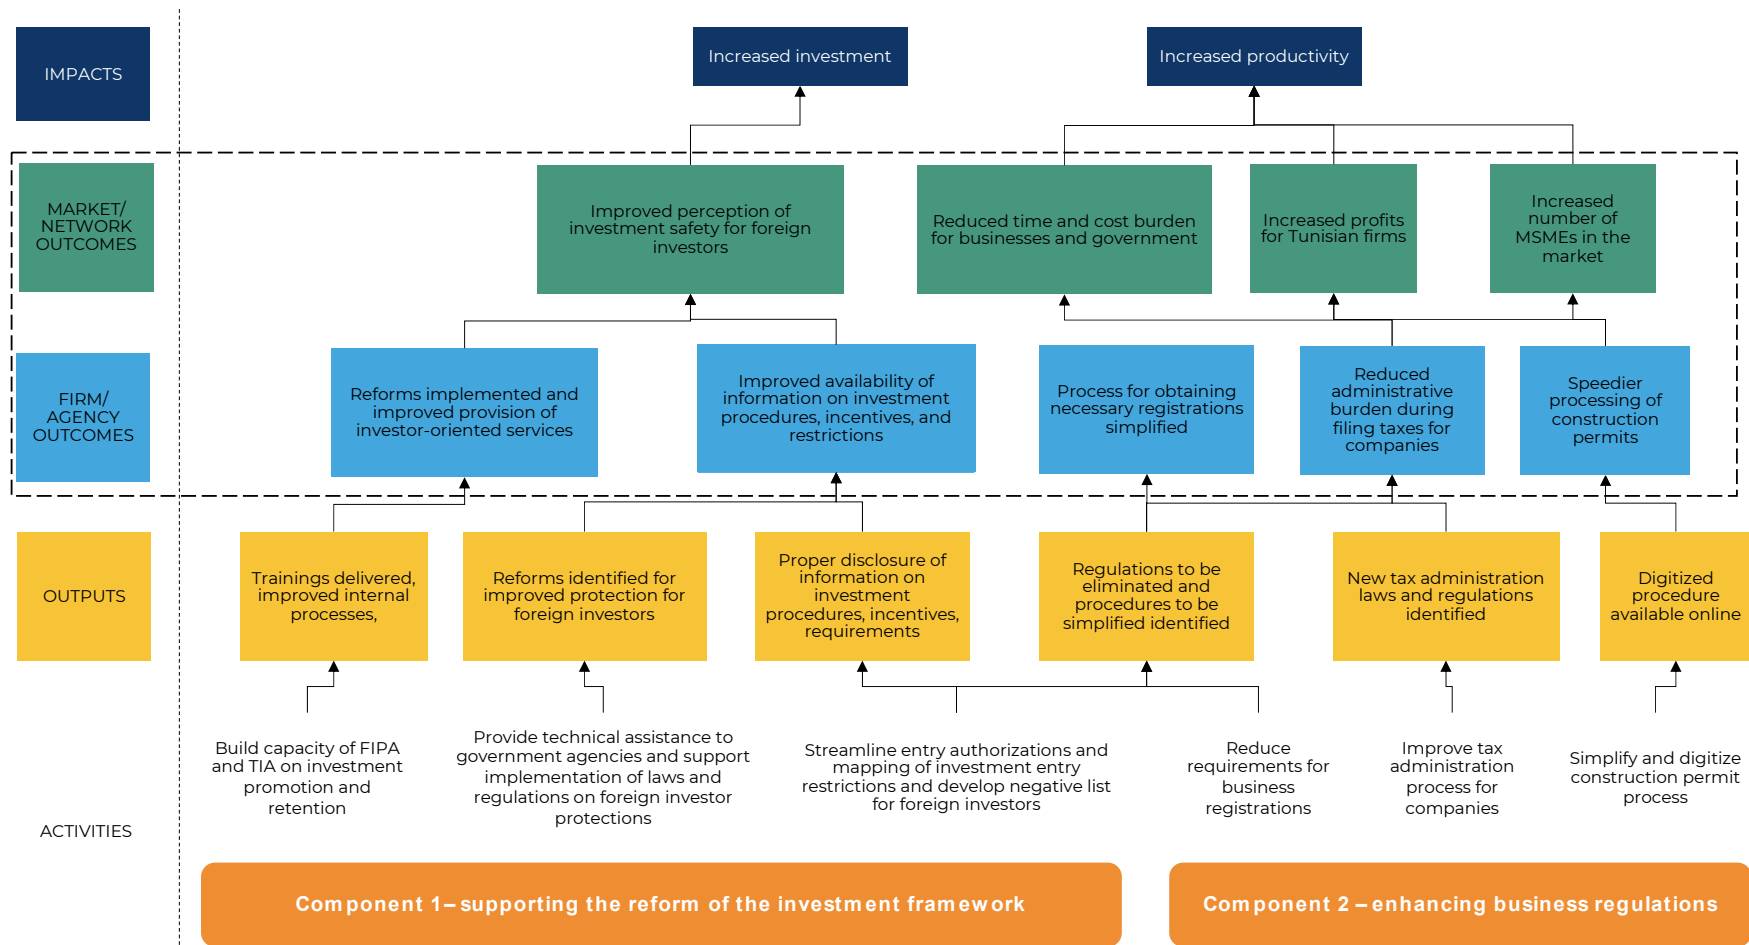 IMPACTS
Increased investment
Increased productivity
MARKET/
NETWORK
OUTCOMES
Improved perception of
investment safety for foreign
investors
Reduced time and cost burden
for businesses and government
Increased profits
for Tunisian firms
Increased
number of
MSMEs in the
market
FIRM/
AGENCY
OUTCOMES
Reforms implemented and
improved provision of
investor-oriented services
Improved availability of
information on investment
procedures, incentives, and
restrictions
Process for obtaining
necessary registrations
simplified
Reduced
administrative
burden during
filing taxes for
companies
Speedier
processing of
construction
permits
OUTPUTS
Trainings delivered,
improved internal
processes,
Reforms identified for
improved protection for
foreign investors
Proper disclosure of
information on
investment
procedures, incentives,
requirements
Regulations to be
eliminated and
procedures to be
simplified identified
New tax administration
laws and regulations
identified
Digitized
procedure
available online
ACTIVITIES
Build capacity of FIPA
and TIA on investment
promotion and
retention
Provide technical assistance to
government agencies and support
implementation of laws and
regulations on foreign investor
protections
Streamline entry authorizations and
mapping of investment entry
restrictions and develop negative list
for foreign investors
Reduce
requirements for
business
registrations
Improve tax
administration
process for
companies
Simplify and digitize
construction permit
process
Component 1– supporting the reform of the investment framework
Component 2 – enhancing business regulations